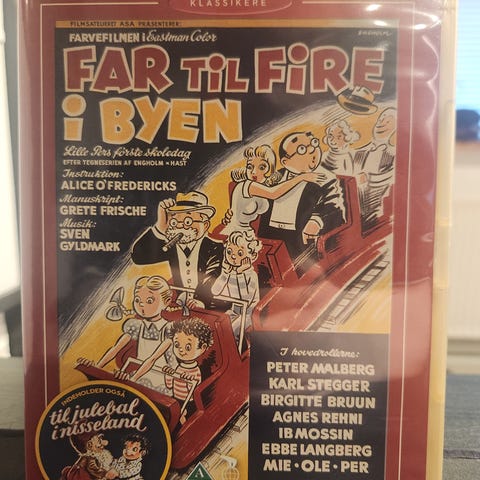 KLASSIKERE
FILMSATEURET ASA PRÆSENTERER:
FARVEFILMEN i Eastman Color
FAR TiL FiRE
i BYEN
Lille Pers første skoledag
EFTER TEGNESERIEN AF ENGHOLM + HAST
Instruktion:
ALICE O'FREDERICKS
Manuskript:
GRETE FRISCHE
Musik:
SVEN
GYLDMARK
ENGHOLM
I hovedrollerne:
PETER MALBERG
KARL STEGGER
BIRGITTE BRUUN
AGNES REHNI
IB MOSSIN
EBBE LANGBERG
MIE • OLE • PER
INDEHOLDER OGSÅ
til julebal
i nisseland
A